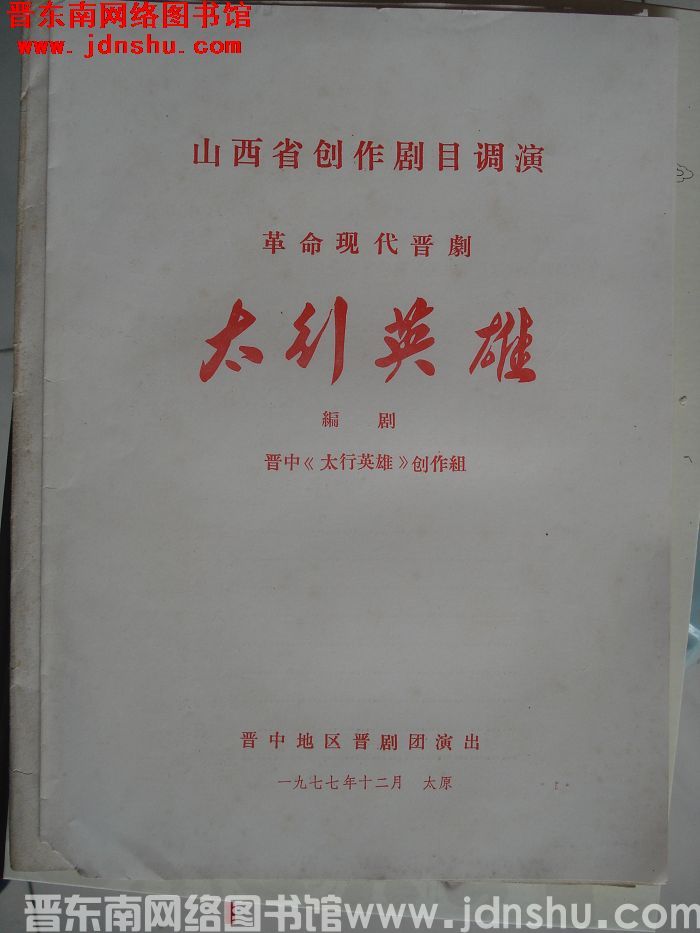 晋东南网络图书馆
www.jdnshu.com
山西省创作剧目调演
革命现代晋劇
太行英雄
編剧
晋中《太行英雄》创作組
晋中地区晋剧团演出
一九七七年十二月 太原
晋东南网络图书馆www.jdnshu.com